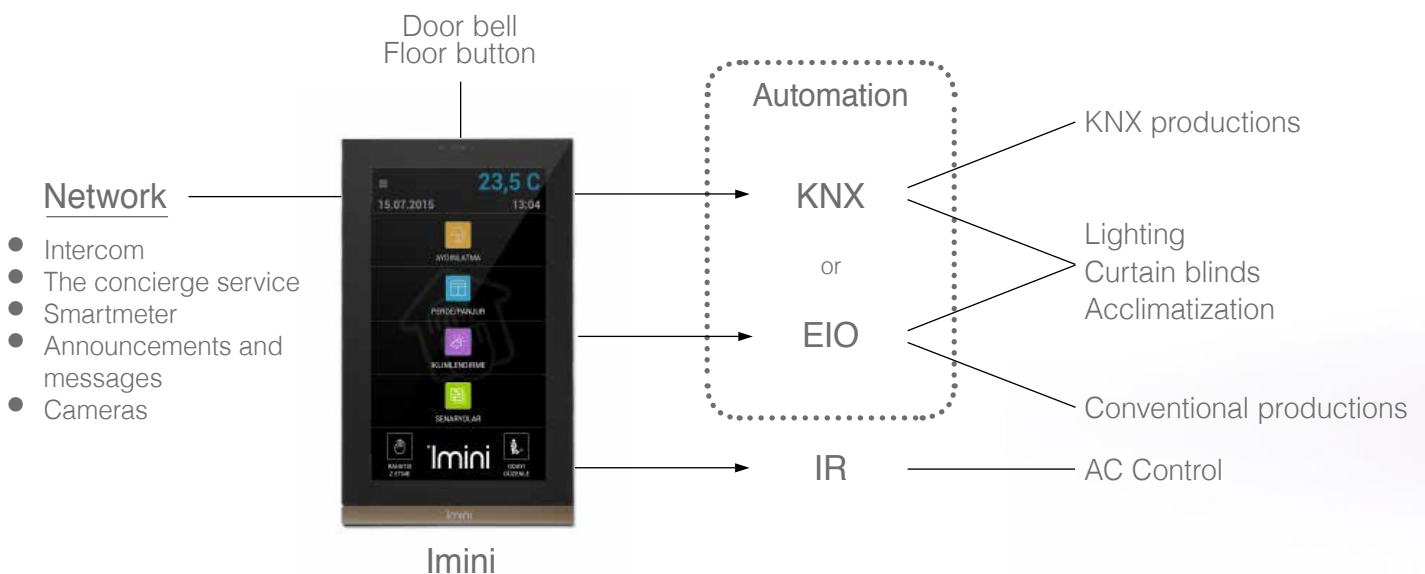 Door bell
Floor button
Automation
KNX productions
Network
23,5 C
15.07.2015
13:04
KNX
Intercom
The concierge service
Smartmeter
Announcements and
messages
Cameras
AYDINLATMA
PERDE/PANJUR
İKLİMLENDİRME
SENARYOLAR
or
Lighting
Curtain blinds
Acclimatization
EIO
Conventional productions
Imini
ODAYI
DÜZENLE
IR
AC Control
Imini
Imini